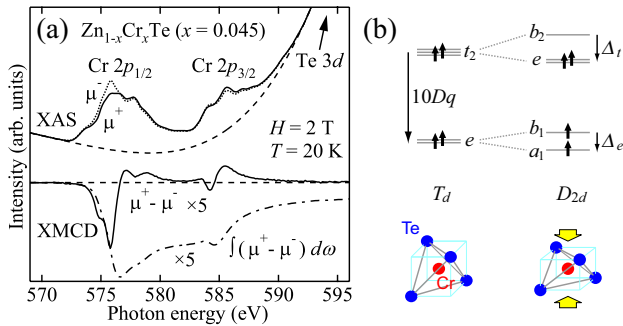 (a)
Zn1-xCrxTe (x = 0.045)
Cr 2p1/2
Cr 2p3/2
Te 3d
μ-
μ+
XAS
H = 2 T
T = 20 K
μ+ - μ- ×5
XMCD
×5
∫(μ+ - μ-) dω
Intensity (arb. units)
570 575 580 585 590 595
Photon energy (eV)
(b)
t2
b2
e
Δt
10Dq
e
b1
a1
Δe
Td
D2d
Te
Cr